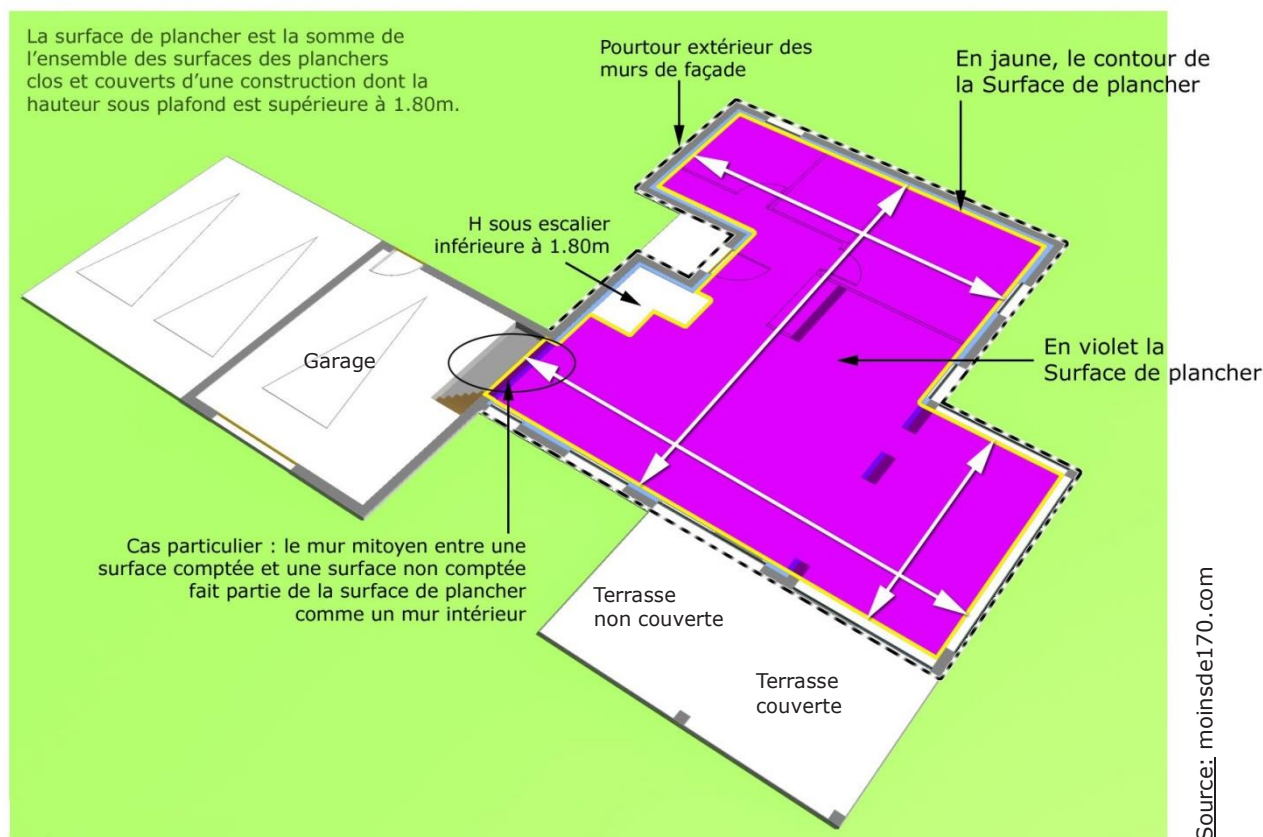 La surface de plancher est la somme de
l’ensemble des surfaces des planchers
clos et couverts d’une construction dont la
hauteur sous plafond est supérieure à 1.80m.
Pourtour extérieur des
murs de façade
En jaune, le contour de
la Surface de plancher
H sous escalier
inférieure à 1.80m
Garage
En violet la
Surface de plancher
Cas particulier : le mur mitoyen entre une
surface comptée et une surface non comptée
fait partie de la surface de plancher
comme un mur intérieur
Terrasse
non couverte
Terrasse
couverte
Source: moinsde170.com